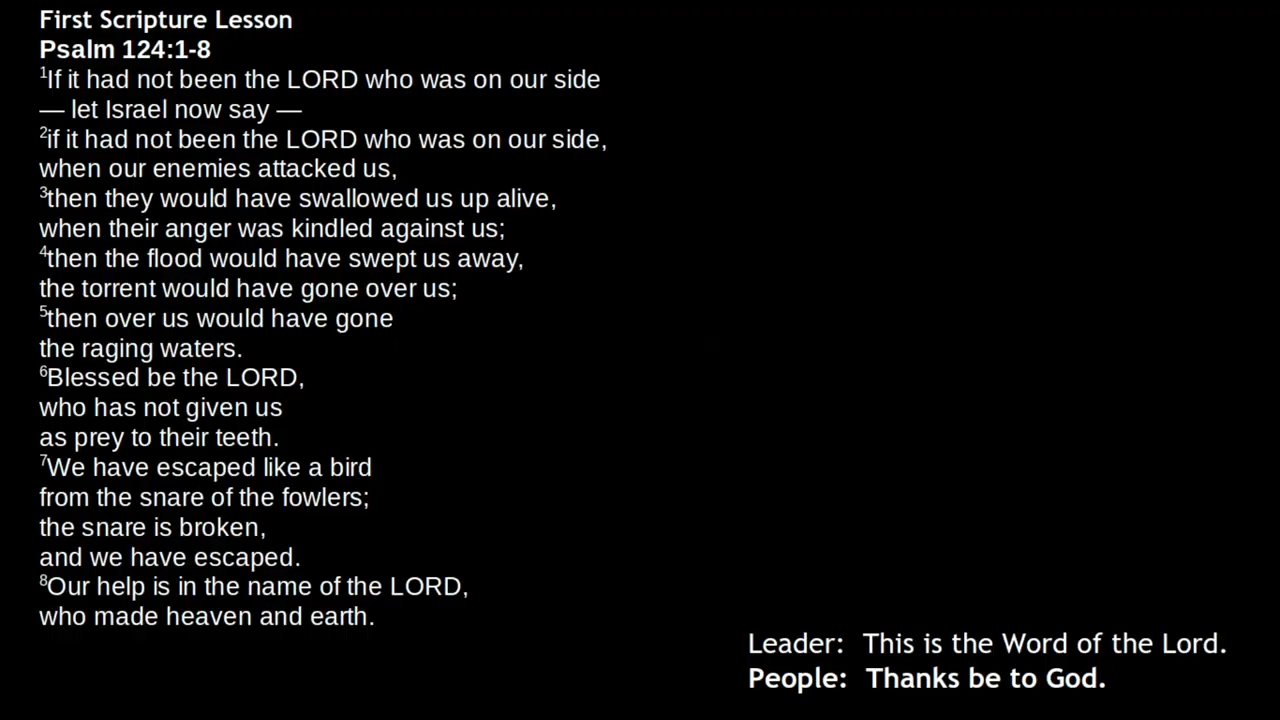 First Scripture Lesson
Psalm 124:1-8
¹If it had not been the LORD who was on our side
— let Israel now say —
²if it had not been the LORD who was on our side,
when our enemies attacked us,
³then they would have swallowed us up alive,
when their anger was kindled against us;
⁴then the flood would have swept us away,
the torrent would have gone over us;
⁵then over us would have gone
the raging waters.
⁶Blessed be the LORD,
who has not given us
as prey to their teeth.
⁷We have escaped like a bird
from the snare of the fowlers;
the snare is broken,
and we have escaped.
⁸Our help is in the name of the LORD,
who made heaven and earth.
Leader: This is the Word of the Lord.
People: Thanks be to God.